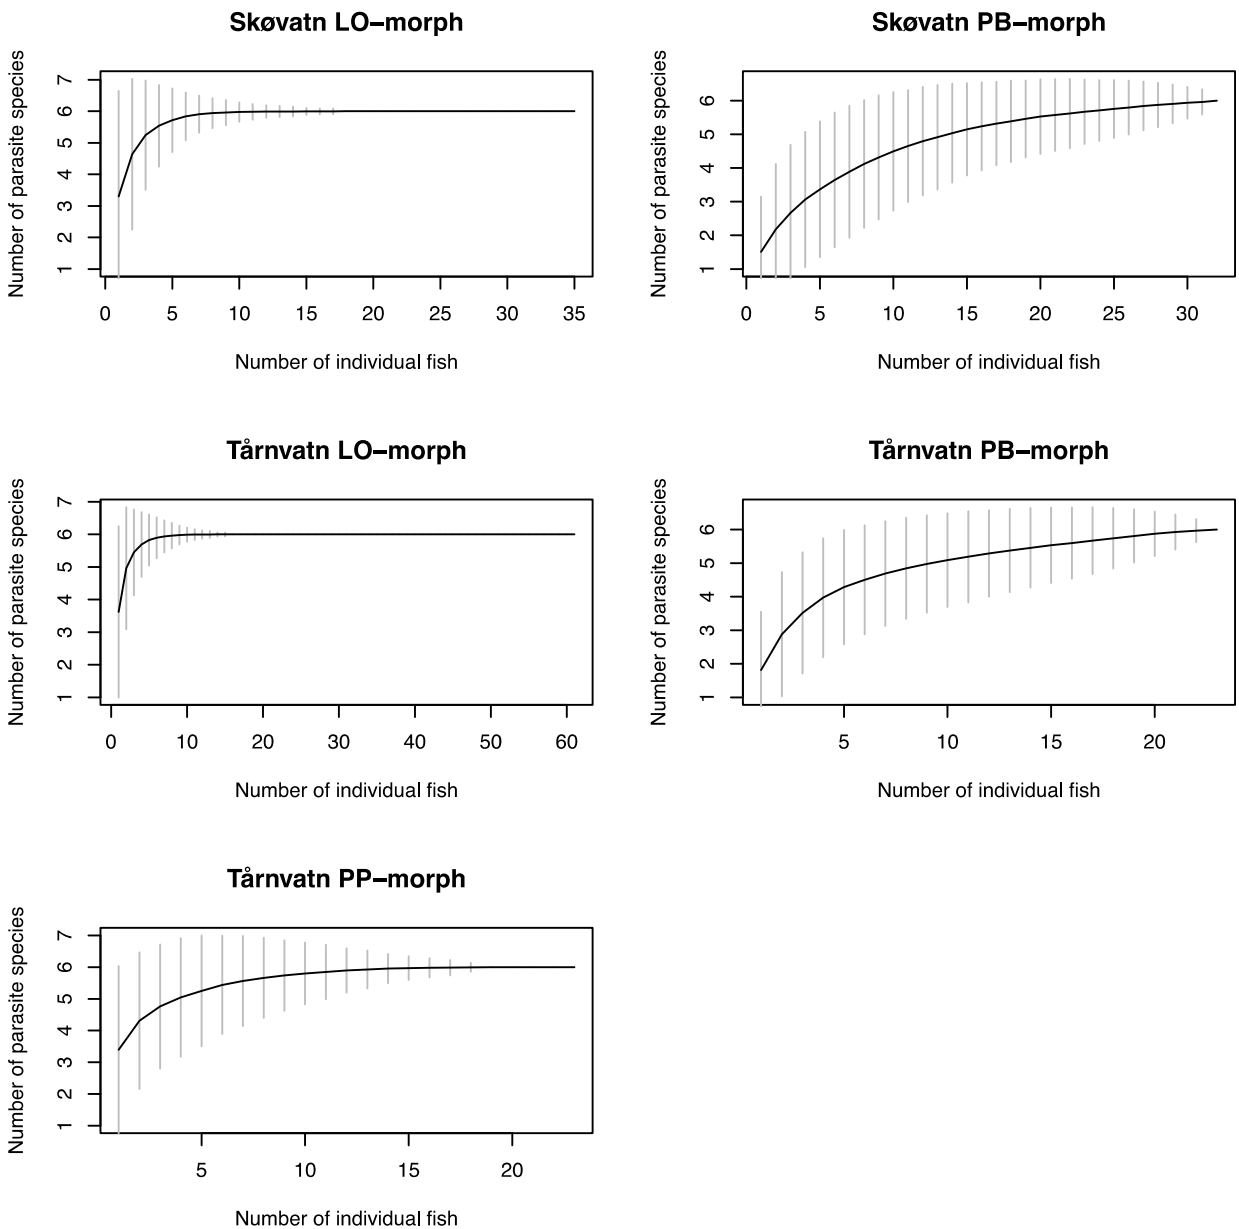 Skøvatn LO−morph
Number of parasite species
7
6
5
4
3
2
1
0 5 10 15 20 25 30 35
Number of individual fish
Skøvatn PB−morph
Number of parasite species
6
5
4
3
2
1
0 5 10 15 20 25 30
Number of individual fish
Tårnvatn LO−morph
Number of parasite species
7
6
5
4
3
2
1
0 10 20 30 40 50 60
Number of individual fish
Tårnvatn PB−morph
Number of parasite species
6
5
4
3
2
1
5 10 15 20
Number of individual fish
Tårnvatn PP−morph
Number of parasite species
7
6
5
4
3
2
1
5 10 15 20
Number of individual fish